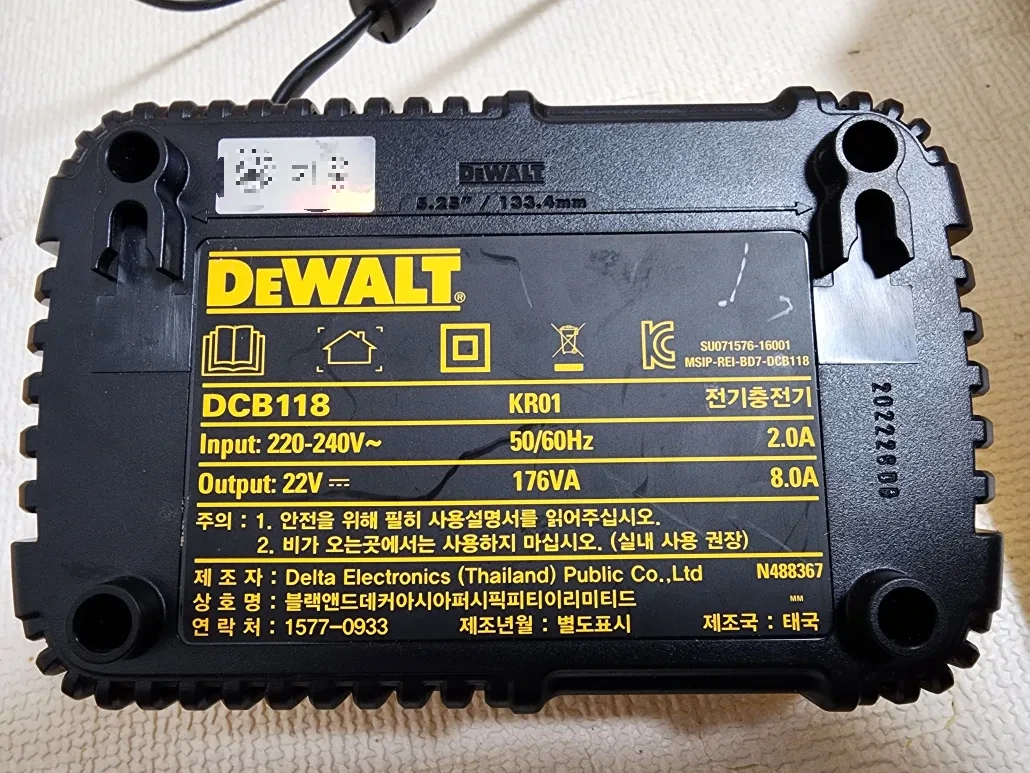 DEWALT
5.25" / 133.4mm
DEWALT®
SU071576-16001
MSIP-REI-BD7-DCB118
DCB118 KR01 전기충전기
Input: 220-240V~ 50/60Hz 2.0A
Output: 22V ⎓ 176VA 8.0A
주의 : 1. 안전을 위해 필히 사용설명서를 읽어주십시오.
2. 비가 오는곳에서는 사용하지 마십시오. (실내 사용 권장)
제 조 자 : Delta Electronics (Thailand) Public Co.,Ltd N488367
상 호 명 : 블랙앤드데커아시아퍼시픽피티이리미티드 MM
연 락 처 : 1577-0933 제조년월 : 별도표시 제조국 : 태국